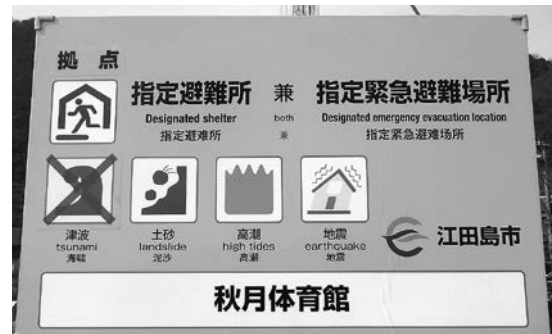 拠点
指定避難所 兼 指定緊急避難場所
Designated shelter both Designated emergency evacuation location
指定避难所 兼 指定紧急避难场所
津波 土砂 高潮 地震
tsunami landslide high tides earthquake
海啸 泥沙 高潮 地震
江田島市
秋月体育館